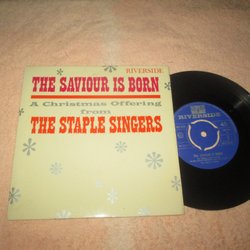 RIVERSIDE
THE SAVIOUR IS BORN
A Christmas Offering
from
THE STAPLE SINGERS
RIVERSIDE